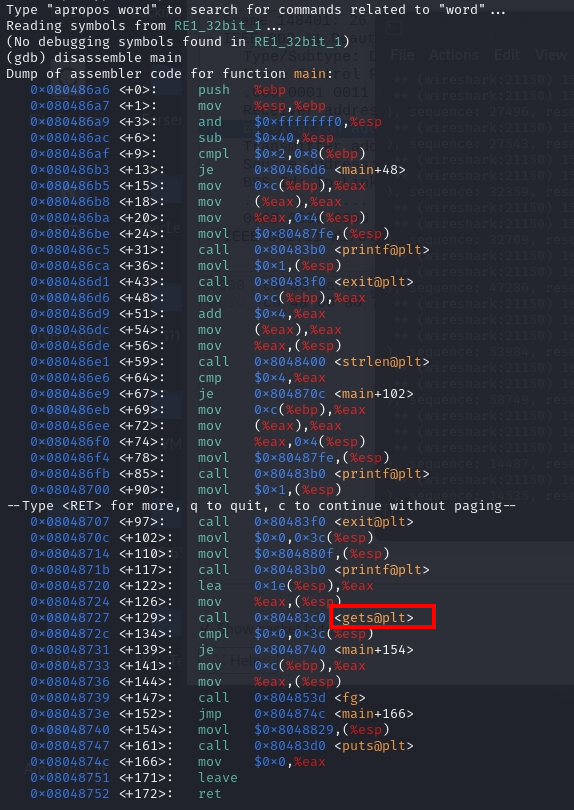 Type "apropos word" to search for commands related to "word"...
Reading symbols from RE1_32bit_1...
(No debugging symbols found in RE1_32bit_1)
(gdb) disassemble main
Dump of assembler code for function main:
0x080486a6 <+0>: push %ebp
0x080486a7 <+1>: mov %esp,%ebp
0x080486a9 <+3>: and $0xfffffff0,%esp
0x080486ac <+6>: sub $0x40,%esp
0x080486af <+9>: cmpl $0x2,0x8(%ebp)
0x080486b3 <+13>: je 0x80486d6 <main+48>
0x080486b5 <+15>: mov 0xc(%ebp),%eax
0x080486b8 <+18>: mov (%eax),%eax
0x080486ba <+20>: mov %eax,0x4(%esp)
0x080486be <+24>: movl $0x80487fe,(%esp)
0x080486c5 <+31>: call 0x80483b0 <printf@plt>
0x080486ca <+36>: movl $0x1,(%esp)
0x080486d1 <+43>: call 0x80483f0 <exit@plt>
0x080486d6 <+48>: mov 0xc(%ebp),%eax
0x080486d9 <+51>: add $0x4,%eax
0x080486dc <+54>: mov (%eax),%eax
0x080486de <+56>: mov %eax,(%esp)
0x080486e1 <+59>: call 0x8048400 <strlen@plt>
0x080486e6 <+64>: cmp $0x4,%eax
0x080486e9 <+67>: je 0x804870c <main+102>
0x080486eb <+69>: mov 0xc(%ebp),%eax
0x080486ee <+72>: mov (%eax),%eax
0x080486f0 <+74>: mov %eax,0x4(%esp)
0x080486f4 <+78>: movl $0x80487fe,(%esp)
0x080486fb <+85>: call 0x80483b0 <printf@plt>
0x08048700 <+90>: movl $0x1,(%esp)
--Type <RET> for more, q to quit, c to continue without paging--
0x08048707 <+97>: call 0x80483f0 <exit@plt>
0x0804870c <+102>: movl $0x0,0x3c(%esp)
0x08048714 <+110>: movl $0x804880f,(%esp)
0x0804871b <+117>: call 0x80483b0 <printf@plt>
0x08048720 <+122>: lea 0x1e(%esp),%eax
0x08048724 <+126>: mov %eax,(%esp)
0x08048727 <+129>: call 0x80483c0 <gets@plt>
0x0804872c <+134>: cmpl $0x0,0x3c(%esp)
0x08048731 <+139>: je 0x8048740 <main+154>
0x08048733 <+141>: mov 0xc(%ebp),%eax
0x08048736 <+144>: mov %eax,(%esp)
0x08048739 <+147>: call 0x804853d <fg>
0x0804873e <+152>: jmp 0x804874c <main+166>
0x08048740 <+154>: movl $0x8048829,(%esp)
0x08048747 <+161>: call 0x80483d0 <puts@plt>
0x0804874c <+166>: mov $0x0,%eax
0x08048751 <+171>: leave
0x08048752 <+172>: ret